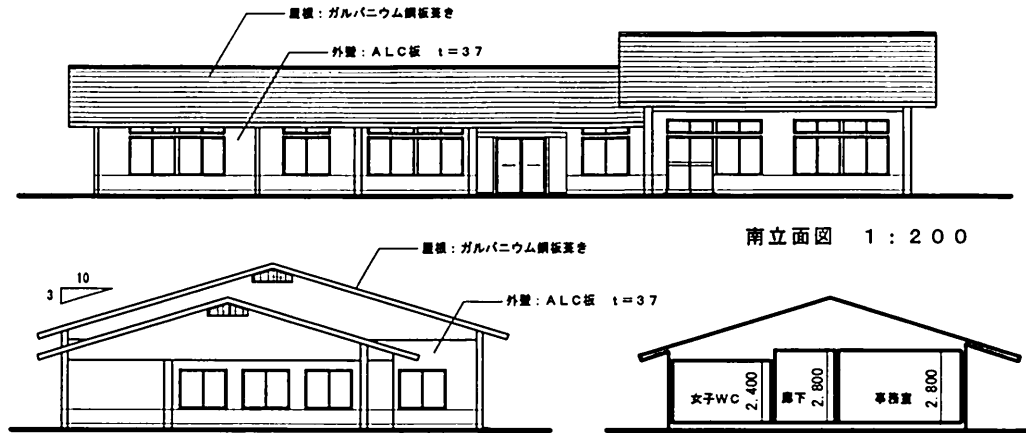 屋根：ガルバニウム鋼板葺き
外壁：ALC板 t＝37
南立面図 1：200
屋根：ガルバニウム鋼板葺き
10
3
外壁：ALC板 t＝37
女子WC
2.400
廊下
2.800
事務室
2.800